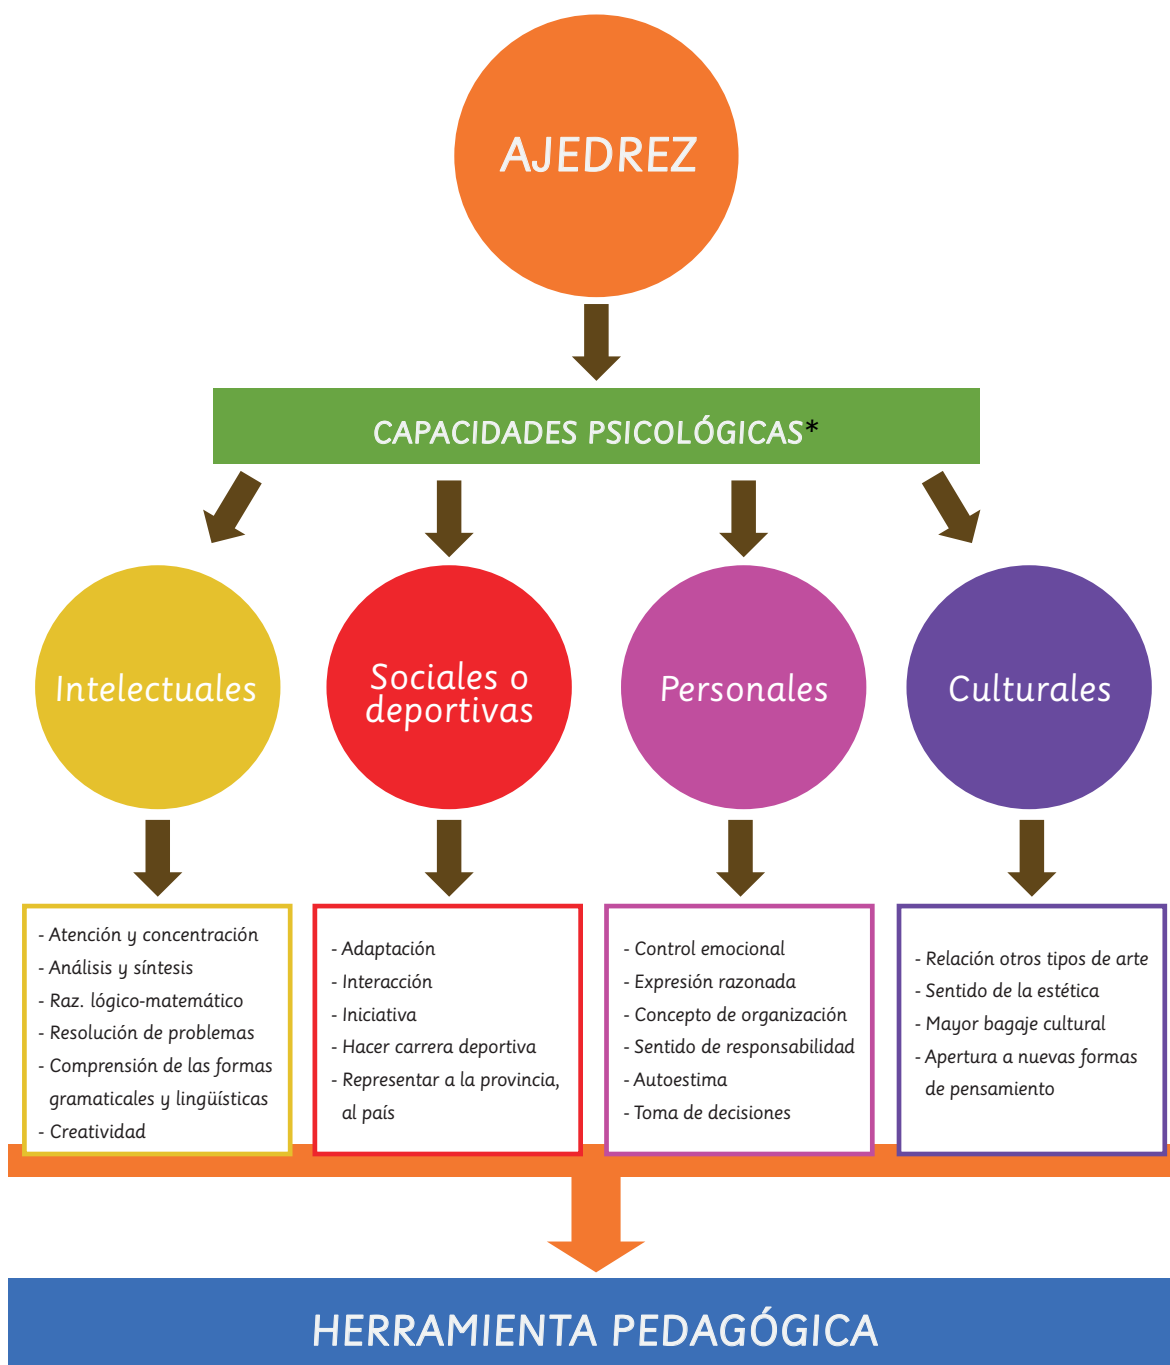 AJEDREZ
CAPACIDADES PSICOLÓGICAS*
Intelectuales
Sociales o
deportivas
Personales
Culturales
- Atención y concentración
- Análisis y síntesis
- Raz. lógico-matemático
- Resolución de problemas
- Comprensión de las formas
gramaticales y lingüísticas
- Creatividad
- Adaptación
- Interacción
- Iniciativa
- Hacer carrera deportiva
- Representar a la provincia,
al país
- Control emocional
- Expresión razonada
- Concepto de organización
- Sentido de responsabilidad
- Autoestima
- Toma de decisiones
- Relación otros tipos de arte
- Sentido de la estética
- Mayor bagaje cultural
- Apertura a nuevas formas
de pensamiento
HERRAMIENTA PEDAGÓGICA